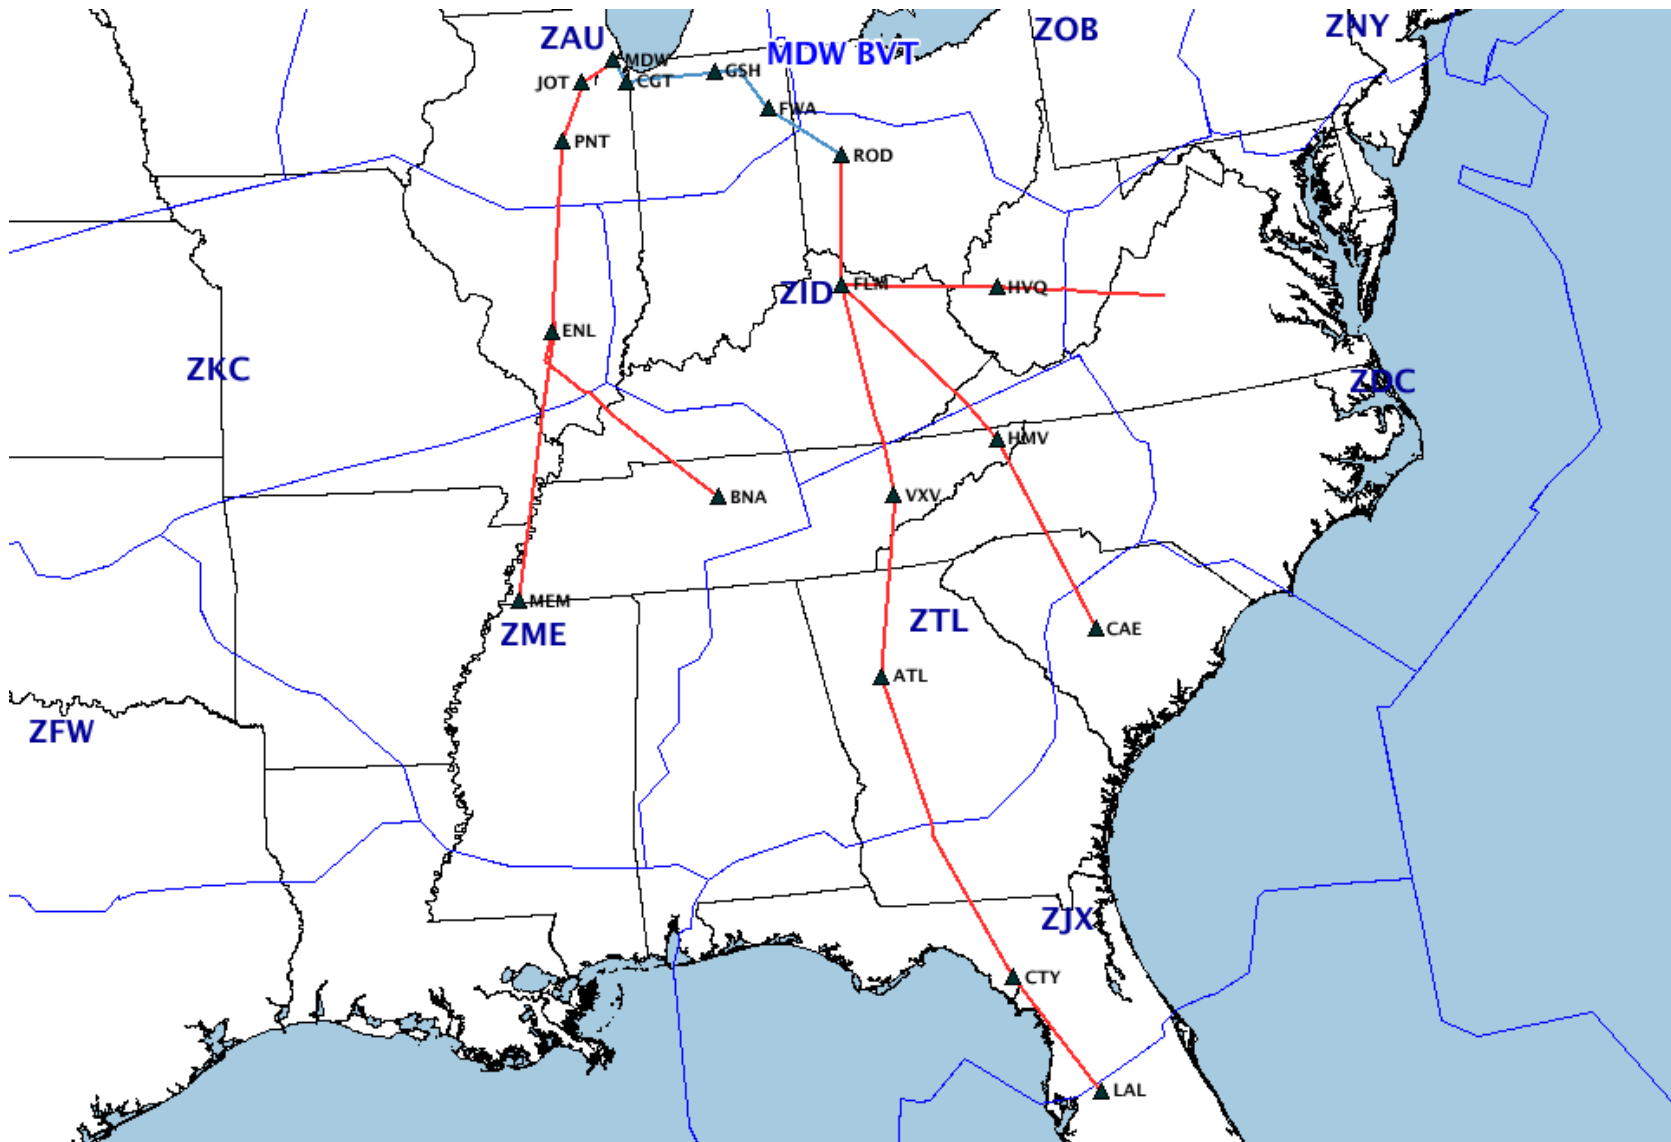 ZAU
ZOB
ZNY
MDW BVT
MDW
JOT
CGT
GSH
FWA
PNT
ROD
ZID
FLM
HVQ
ENL
ZKC
ZDC
HMV
BNA
VXV
MEM
ZME
ZTL
CAE
ATL
ZFW
ZJX
CTY
LAL